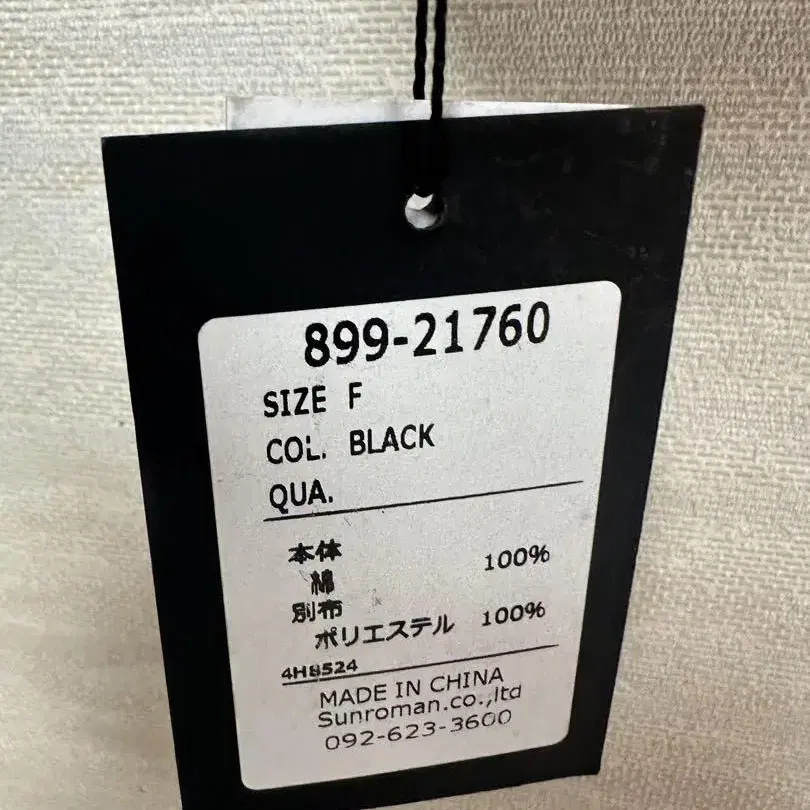 899-21760
SIZE F
COL. BLACK
QUA.
本体
綿 100%
別布
ポリエステル 100%
4H8524
MADE IN CHINA
Sunroman.co.,ltd
092-623-3600